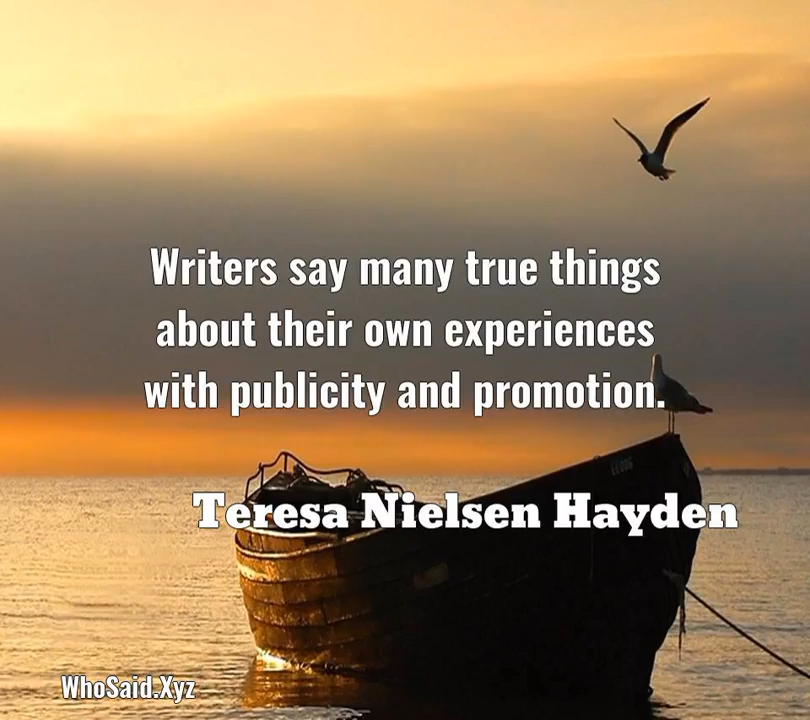 Writers say many true things
about their own experiences
with publicity and promotion.
Teresa Nielsen Hayden
WhoSaid.Xyz